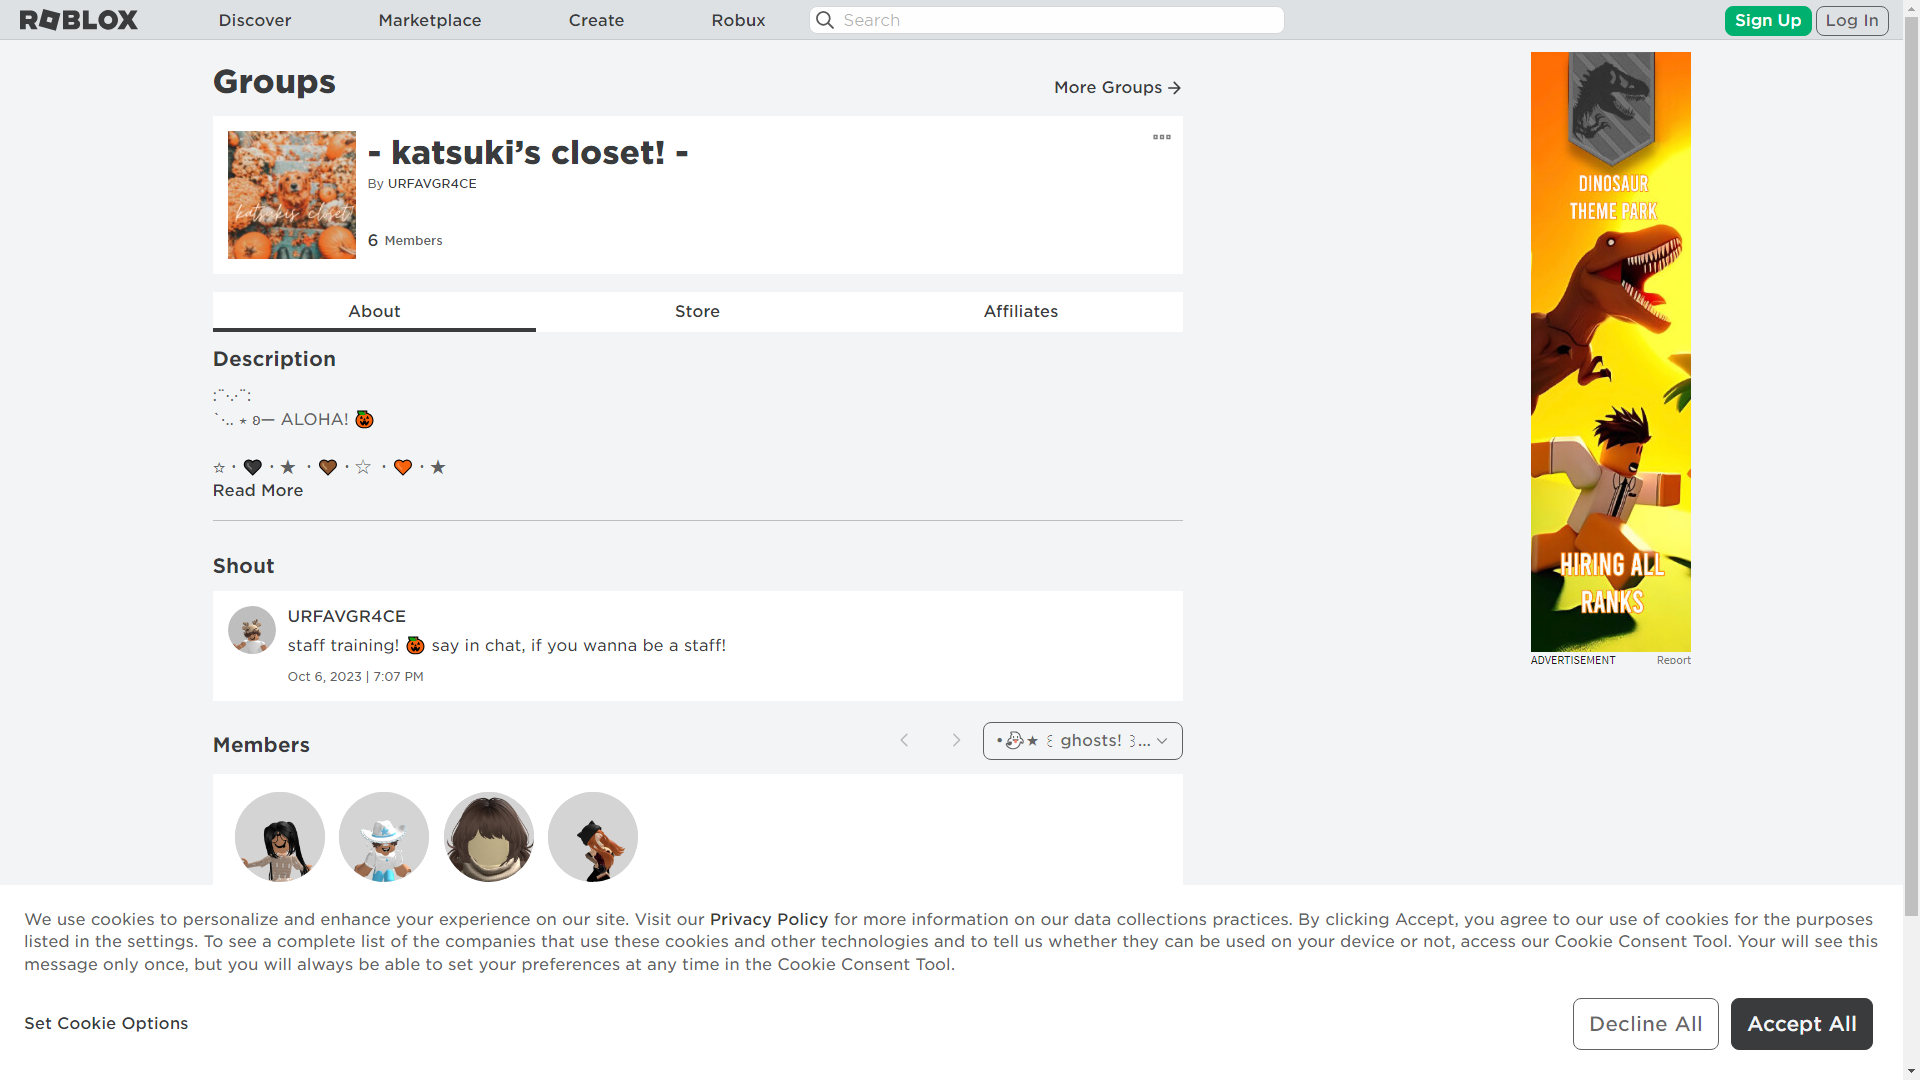 ROBLOX
Discover
Marketplace
Create
Robux
Search
Sign Up
Log In
Groups
More Groups
- katsuki’s closet! -
By URFAVGR4CE
6 Members
katsukis closet
About
Store
Affiliates
Description
:¨·.·¨:
`·.. ⋆ ʚ— ALOHA! 🎃
☆ · 🖤 · ★ · 🤎 · ☆ · 🧡 · ★
Read More
Shout
URFAVGR4CE
staff training! 🎃 say in chat, if you wanna be a staff!
Oct 6, 2023 | 7:07 PM
Members
•👻★ ꒰ ghosts! ꒱...
We use cookies to personalize and enhance your experience on our site. Visit our Privacy Policy for more information on our data collections practices. By clicking Accept, you agree to our use of cookies for the purposes
listed in the settings. To see a complete list of the companies that use these cookies and other technologies and to tell us whether they can be used on your device or not, access our Cookie Consent Tool. Your will see this
message only once, but you will always be able to set your preferences at any time in the Cookie Consent Tool.
Set Cookie Options
Decline All
Accept All
DINOSAUR
THEME PARK
HIRING ALL
RANKS
ADVERTISEMENT
Report